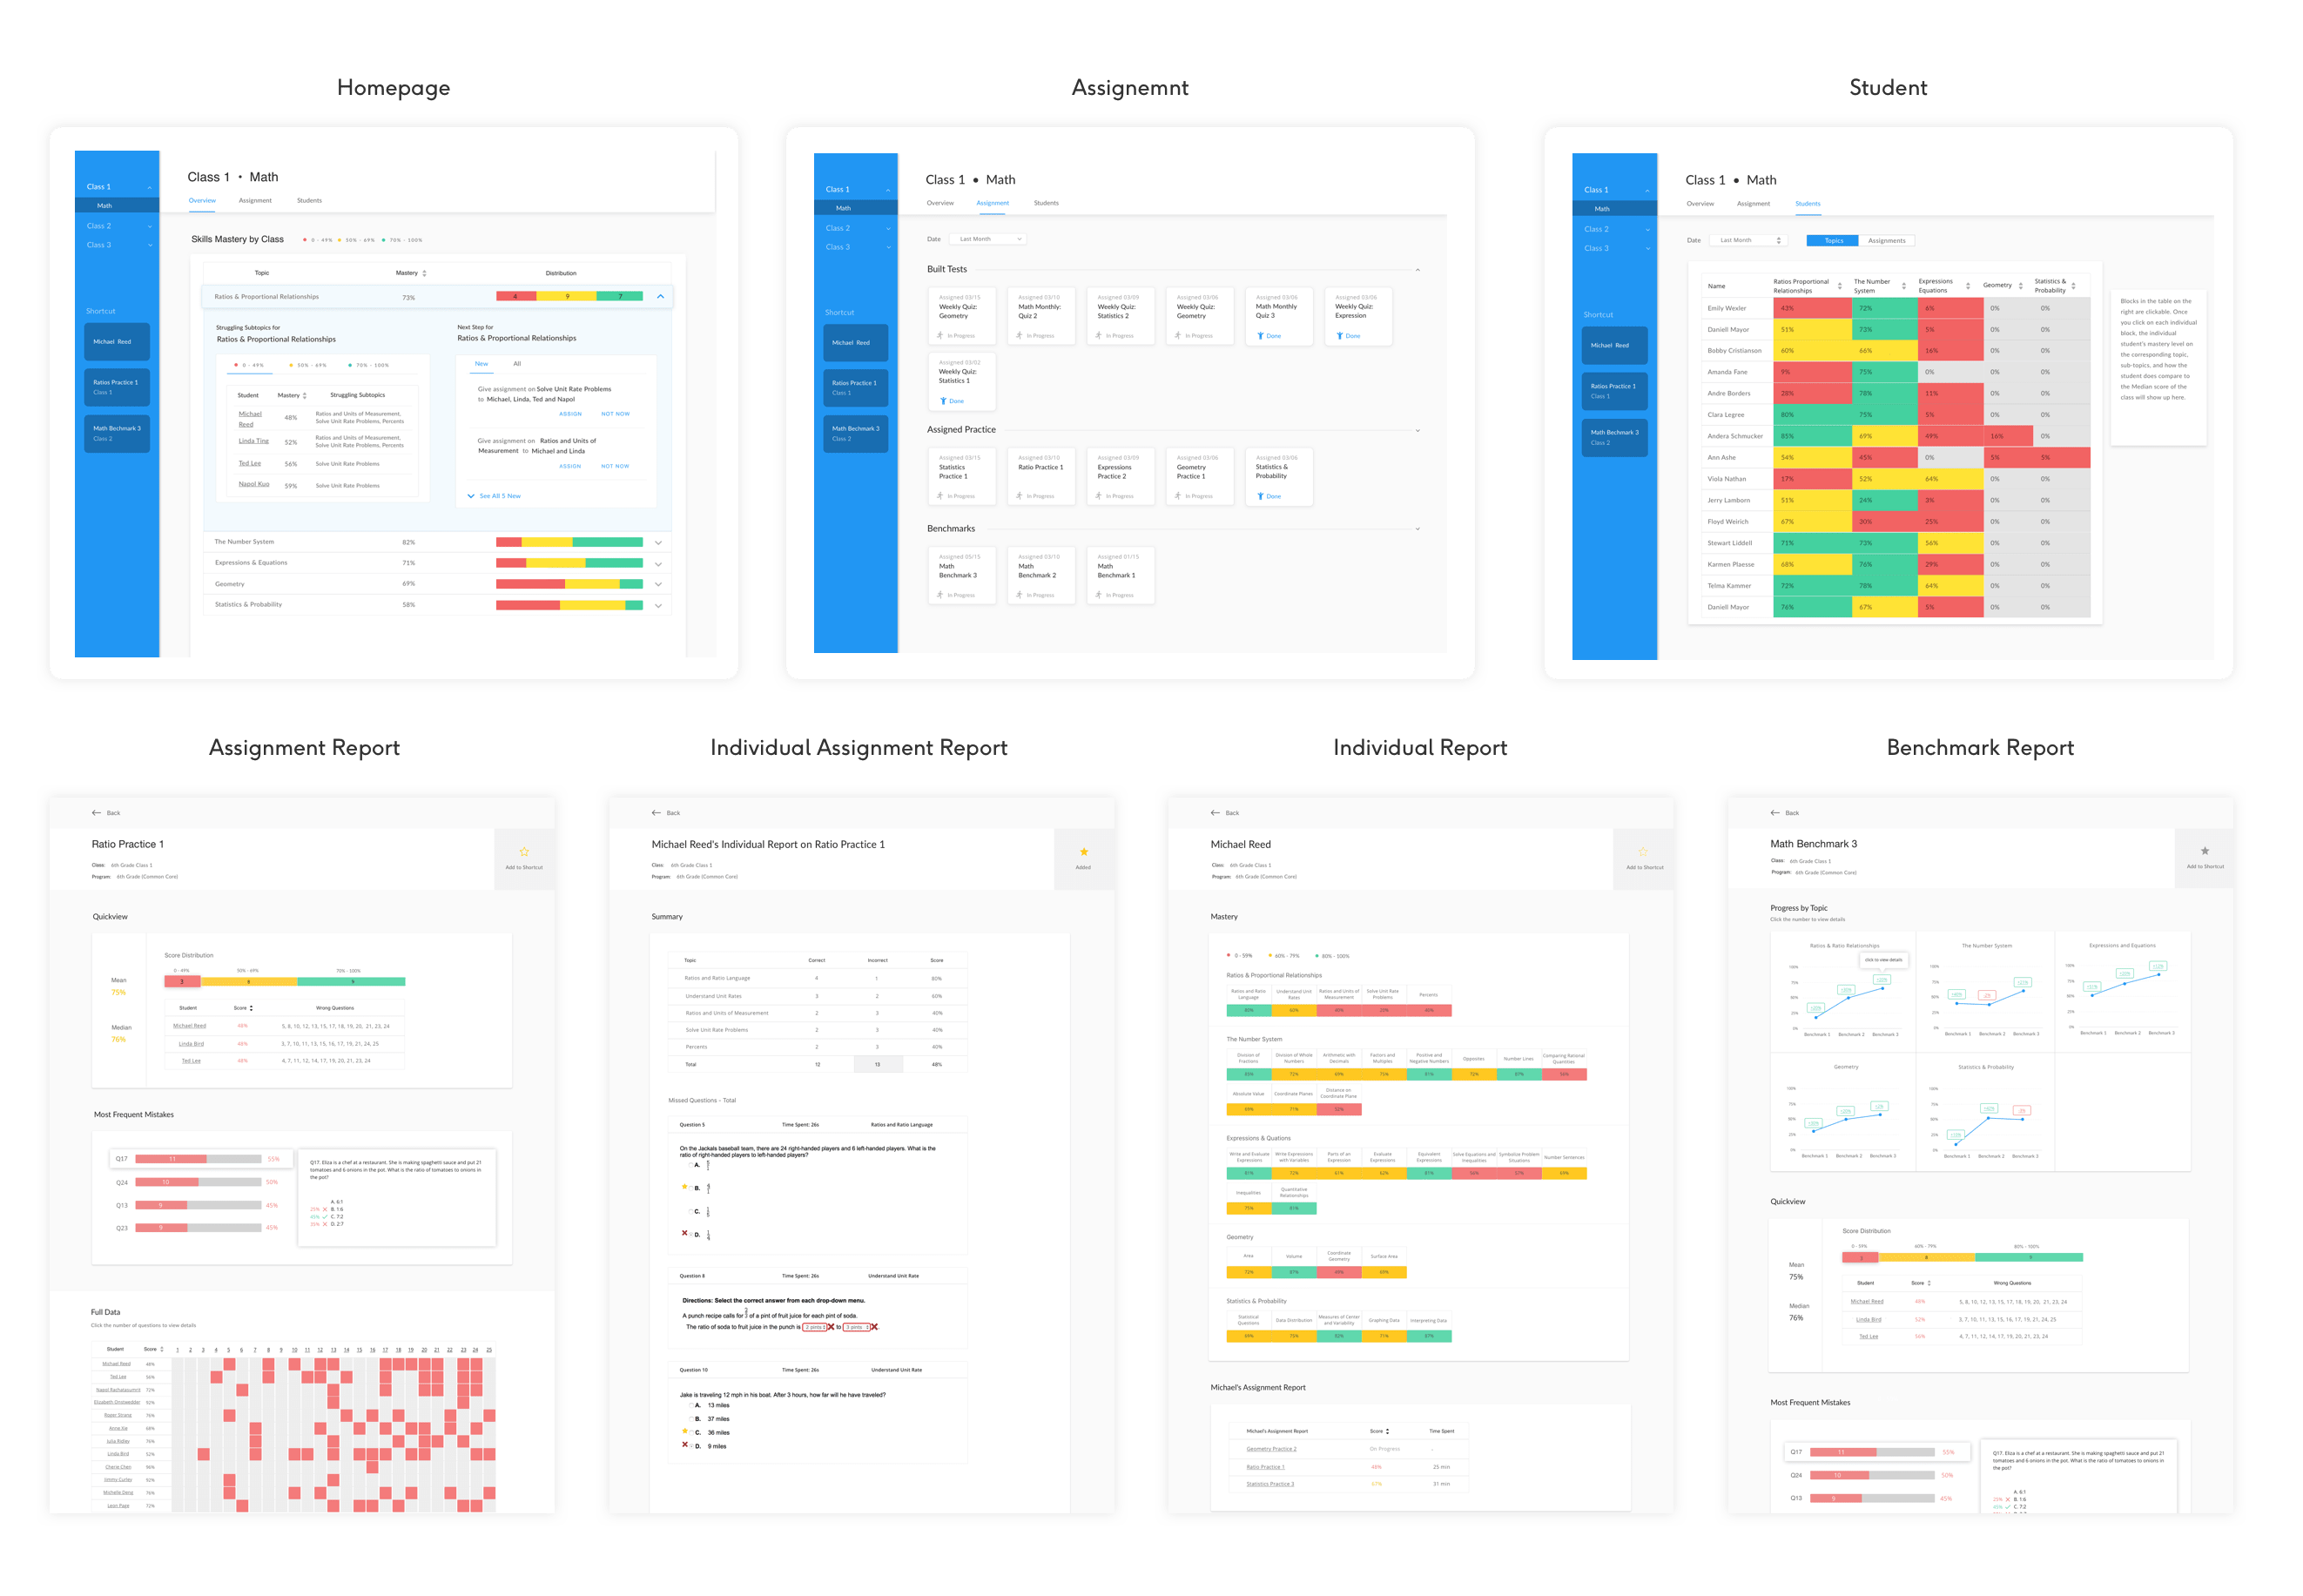 Homepage
Class 1
Math
Class 2
Class 3
Shortcut
Michael Reed
Ratios Practice 1
Class 1
Math Bechmark 3
Class 2
Class 1 • Math
Overview Assignment Students
Skills Mastery by Class 0 - 49% 50% - 69% 70% - 100%
Topic Mastery Distribution
Ratios & Proportional Relationships 73% 4 9 7
Struggling Subtopics for
Ratios & Proportional Relationships
0 - 49% 50% - 69% 70% - 100%
Student Mastery Struggling Subtopics
Michael Reed 48% Ratios and Units of Measurement, Solve Unit Rate Problems, Percents
Linda Ting 52% Ratios and Units of Measurement, Solve Unit Rate Problems, Percents
Ted Lee 56% Solve Unit Rate Problems
Napol Kuo 59% Solve Unit Rate Problems
Next Step for
Ratios & Proportional Relationships
New All
Give assignment on Solve Unit Rate Problems
to Michael, Linda, Ted and Napol
ASSIGN NOT NOW
Give assignment on Ratios and Units of
Measurement to Michael and Linda
ASSIGN NOT NOW
See All 5 New
The Number System 82%
Expressions & Equations 71%
Geometry 69%
Statistics & Probability 58%
Assignemnt
Class 1
Math
Class 2
Class 3
Shortcut
Michael Reed
Ratios Practice 1
Class 1
Math Bechmark 3
Class 2
Class 1 • Math
Overview Assignment Students
Date Last Month
Built Tests
Assigned 03/15 Assigned 03/10 Assigned 03/09 Assigned 03/06 Assigned 03/06 Assigned 03/06
Weekly Quiz: Math Monthly: Weekly Quiz: Weekly Quiz: Math Monthly Weekly Quiz:
Geometry Quiz 2 Statistics 2 Geometry Quiz 3 Expression
In Progress In Progress In Progress In Progress Done Done
Assigned 03/02
Weekly Quiz:
Statistics 1
Done
Assigned Practice
Assigned 03/15 Assigned 03/10 Assigned 03/09 Assigned 03/06 Assigned 03/06
Statistics Ratio Practice 1 Expressions Geometry Statistics &
Practice 1 Practice 2 Practice 1 Probability
In Progress In Progress In Progress In Progress Done
Benchmarks
Assigned 05/15 Assigned 03/10 Assigned 01/15
Math Math Math
Benchmark 3 Benchmark 2 Benchmark 1
In Progress In Progress In Progress
Student
Class 1
Math
Class 2
Class 3
Shortcut
Michael Reed
Ratios Practice 1
Class 1
Math Bechmark 3
Class 2
Class 1 • Math
Overview Assignment Students
Date Last Month Topics Assignments
Name Ratios Proportional Relationships The Number System Expressions Equations Geometry Statistics & Probability
Emily Wexler 43% 72% 6% 0% 0%
Daniell Mayor 51% 73% 5% 0% 0%
Bobby Cristianson 60% 66% 16% 0% 0%
Amanda Fane 9% 75% 0% 0% 0%
Andre Borders 28% 78% 11% 0% 0%
Clara Legree 80% 75% 5% 0% 0%
Andera Schmucker 85% 69% 49% 16% 0%
Ann Ashe 54% 45% 0% 5% 5%
Viola Nathan 17% 52% 64% 0% 0%
Jerry Lamborn 51% 24% 3% 0% 0%
Floyd Weirich 67% 30% 25% 0% 0%
Stewart Liddell 71% 73% 56% 0% 0%
Karmen Plaesse 68% 76% 29% 0% 0%
Telma Kammer 72% 78% 64% 0% 0%
Daniell Mayor 76% 67% 5% 0% 0%
Blocks in the table on the
right are clickable. Once
you click on each individual
block, the individual
student's mastery level on
the corresponding topic,
sub-topics, and how the
student does compare to
the Median score of the
class will show up here.
Assignment Report
Back
Ratio Practice 1
Class: 6th Grade Class 1
Program: 6th Grade (Common Core)
Add to Shortcut
Quickview
Mean
75%
Median
76%
Score Distribution
0 - 49% 50% - 69% 70% - 100%
3 8 9
Student Score Wrong Questions
Michael Reed 48% 5, 8, 10, 12, 13, 15, 17, 18, 19, 20, 21, 23, 24
Linda Bird 48% 3, 7, 10, 11, 13, 15, 16, 17, 19, 21, 24, 25
Ted Lee 48% 4, 7, 11, 12, 14, 17, 19, 20, 21, 23, 24
Most Frequent Mistakes
Q17 11 55%
Q24 10 50%
Q13 9 45%
Q23 9 45%
Q17. Eliza is a chef at a restaurant. She is making spaghetti sauce and put 21
tomatoes and 6 onions in the pot. What is the ratio of tomatoes to onions in
the pot?
A. 6:1
25% B. 1:6
45% C. 7:2
35% D. 2:7
Full Data
Click the number of questions to view details
Student Score 1 2 3 4 5 6 7 8 9 10 11 12 13 14 15 16 17 18 19 20 21 22 23 24 25
Michael Reed 48%
Ted Lee 56%
Napol Rachatasumrit 72%
Elizabeth Onstwedder 92%
Roger Strang 76%
Anne Xie 68%
Julia Ridley 76%
Linda Bird 52%
Cherie Chen 96%
Jimmy Gurley 92%
Michelle Deng 76%
Leon Page 72%
Individual Assignment Report
Back
Michael Reed's Individual Report on Ratio Practice 1
Class: 6th Grade Class 1
Program: 6th Grade (Common Core)
Added
Summary
Topic Correct Incorrect Score
Ratios and Ratio Language 4 1 80%
Understand Unit Rates 3 2 60%
Ratios and Units of Measurement 2 3 40%
Solve Unit Rate Problems 2 3 40%
Percents 2 3 40%
Total 12 13 48%
Missed Questions - Total
Question 5 Time Spent: 26s Ratios and Ratio Language
On the Jackals baseball team, there are 24 right-handed players and 6 left-handed players. What is the
ratio of right-handed players to left-handed players?
A.
B.
C.
D.
Question 8 Time Spent: 26s Understand Unit Rate
Directions: Select the correct answer from each drop-down menu.
A punch recipe calls for of a pint of fruit juice for each pint of soda.
The ratio of soda to fruit juice in the punch is 2 pints to 3 pints
Question 10 Time Spent: 26s Understand Unit Rate
Jake is traveling 12 mph in his boat. After 3 hours, how far will he have traveled?
A. 13 miles
B. 37 miles
C. 36 miles
D. 9 miles
Individual Report
Back
Michael Reed
Class: 6th Grade Class 1
Program: 6th Grade (Common Core)
Add to Shortcut
Mastery
0 - 59% 60% - 79% 80% - 100%
Ratios & Proportional Relationships
Ratios and Ratio Language Understand Unit Rates Ratios and Units of Measurement Solve Unit Rate Problems Percents
80% 60% 40%
The Number System
Division of Fractions Division of Whole Numbers Arithmetic with Decimals Factors and Multiples Positive and Negative Numbers Opposites Number Lines Comparing Rational Quantities
72% 69% 81%
Absolute Value Coordinate Planes Distance on Coordinate Plane
69% 71% 52%
Expressions & Quations
Write and Evaluate Expressions Write Expressions with Variables Parts of an Expression Evaluate Expressions Equivalent Expressions Solve Equations and Inequalities Symbolize Problem Situations Number Sentences
81% 72% 61% 62% 81% 57% 69%
Inequalities Quantitative Relationships
75% 81%
Geometry
Area Volume Coordinate Geometry Surface Area
72% 87% 49% 69%
Statistics & Probability
Statistical Questions Data Distribution Measures of Center and Variability Graphing Data Interpreting Data
69% 75% 82% 71% 87%
Michael's Assignment Report
Michael's Assignment Report Score Time Spent
Geometry Practice 2 On Progress -
Ratio Practice 1 48% 25 min
Statistics Practice 3 67% 31 min
Benchmark Report
Back
Math Benchmark 3
Class: 6th Grade Class 1
Program: 6th Grade (Common Core)
Add to Shortcut
Progress by Topic
Click the number to view details
Ratios & Ratio Relationships The Number System Expressions and Equations
click to view details
100% 100% 100%
75% 75% 75%
50% 50% 50%
25% 25% 25%
0% 0% 0%
Benchmark 1 Benchmark 2 Benchmark 3 Benchmark 1 Benchmark 2 Benchmark 3 Benchmark 1 Benchmark 2 Benchmark 3
Geometry Statistics & Probability
100% 100%
75% 75%
50% 50%
25% 25%
0% 0%
Benchmark 1 Benchmark 2 Benchmark 3 Benchmark 1 Benchmark 2 Benchmark 3
Quickview
Mean
75%
Median
76%
Score Distribution
0 - 59% 60% - 79% 80% - 100%
Student Score Wrong Questions
Michael Reed 48% 5, 8, 10, 12, 13, 15, 17, 18, 19, 20, 21, 23, 24
Linda Bird 52% 3, 7, 10, 11, 13, 15, 16, 17, 19, 21, 24, 25
Ted Lee 56% 4, 7, 11, 12, 14, 17, 19, 20, 21, 23, 24
Most Frequent Mistakes
Q17 11 55%
Q24 10 50%
Q13 9 45%
Q17. Eliza is a chef at a restaurant. She is making spaghetti sauce and put 21
tomatoes and 6 onions in the pot. What is the ratio of tomatoes to onions in
the pot?
A. 6:1
25% B. 1:6
45% C. 7:2